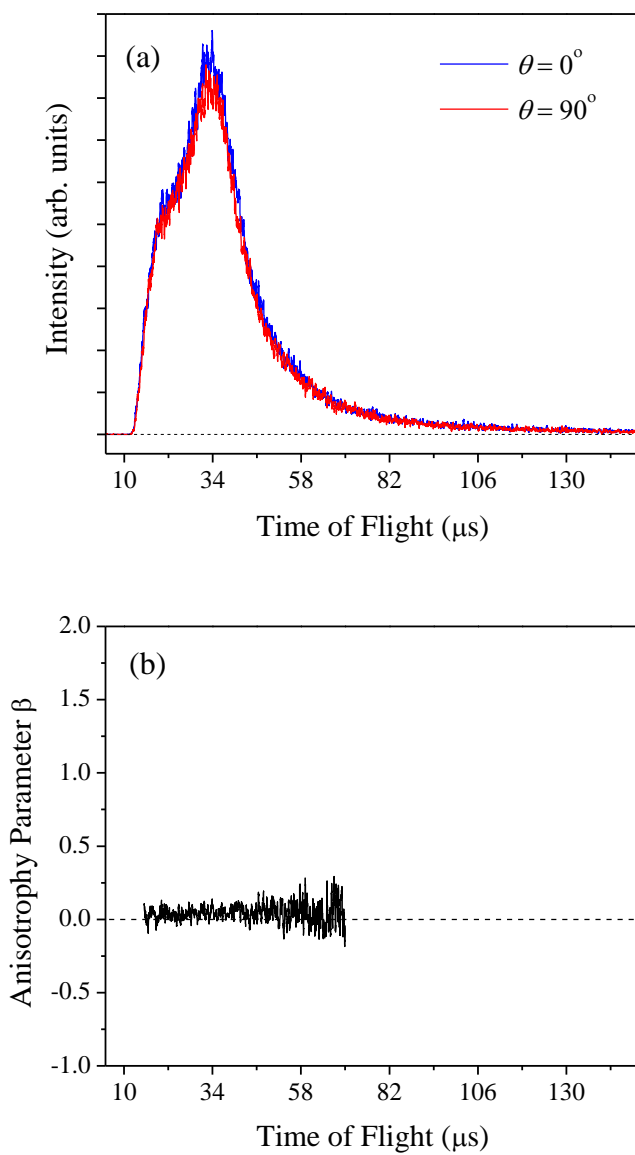 (a)
θ = 0°
θ = 90°
Intensity (arb. units)
10 34 58 82 106 130
Time of Flight (μs)
(b)
2.0
1.5
1.0
0.5
0.0
-0.5
-1.0
Anisotrophy Parameter β
10 34 58 82 106 130
Time of Flight (μs)